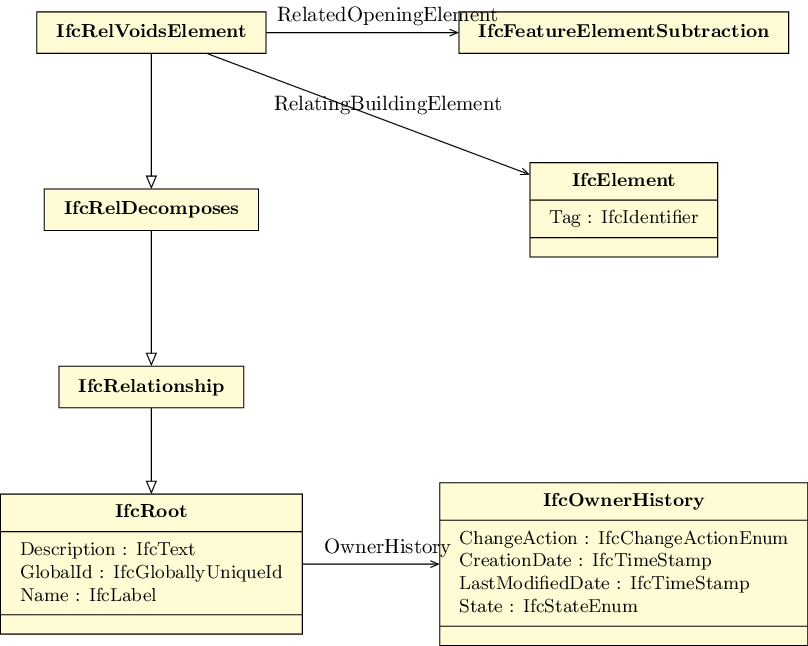 RelatedOpeningElement
IfcRelVoidsElement
IfcFeatureElementSubtraction
RelatingBuildingElement
IfcElement
Tag : IfcIdentifier
IfcRelDecomposes
IfcRelationship
IfcRoot
Description : IfcText
GlobalId : IfcGloballyUniqueId
Name : IfcLabel
OwnerHistory
IfcOwnerHistory
ChangeAction : IfcChangeActionEnum
CreationDate : IfcTimeStamp
LastModifiedDate : IfcTimeStamp
State : IfcStateEnum